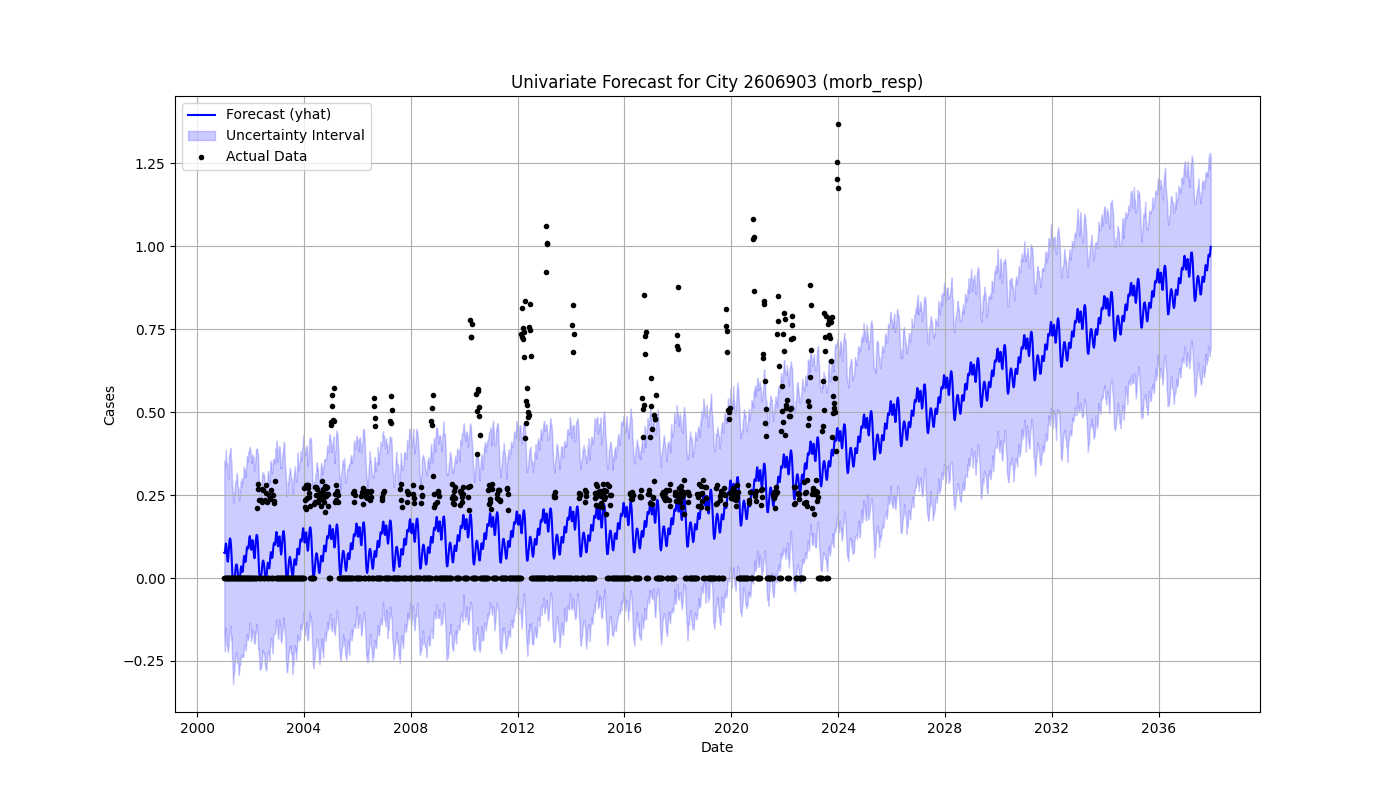 Univariate Forecast for City 2606903 (morb_resp)
Forecast (yhat)
Uncertainty Interval
Actual Data
1.25
1.00
0.75
0.50
0.25
0.00
−0.25
Cases
2000 2004 2008 2012 2016 2020 2024 2028 2032 2036
Date